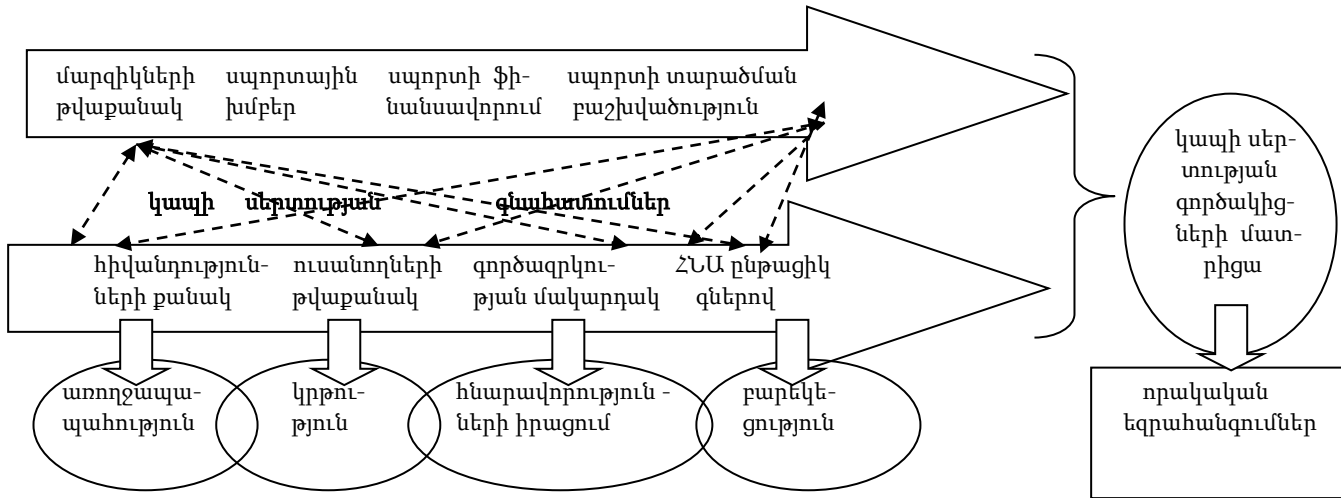 մարզիկների սպորտային սպորտի ֆի- սպորտի տարածման
թվաքանակ խմբեր նանսավորում բաշխվածություն
կապի սերտության գնահատումներ
հիվանդություն- ուսանողների գործազրկու- ՀՆԱ ընթացիկ
ների քանակ թվաքանակ թյան մակարդակ գներով
առողջապա- կրթու- հնարավորություն - բարեկե-
պահություն թյուն ների իրացում ցություն
կապի սեր-
տության
գործակից-
ների մատ-
րիցա
որակական
եզրահանգումներ